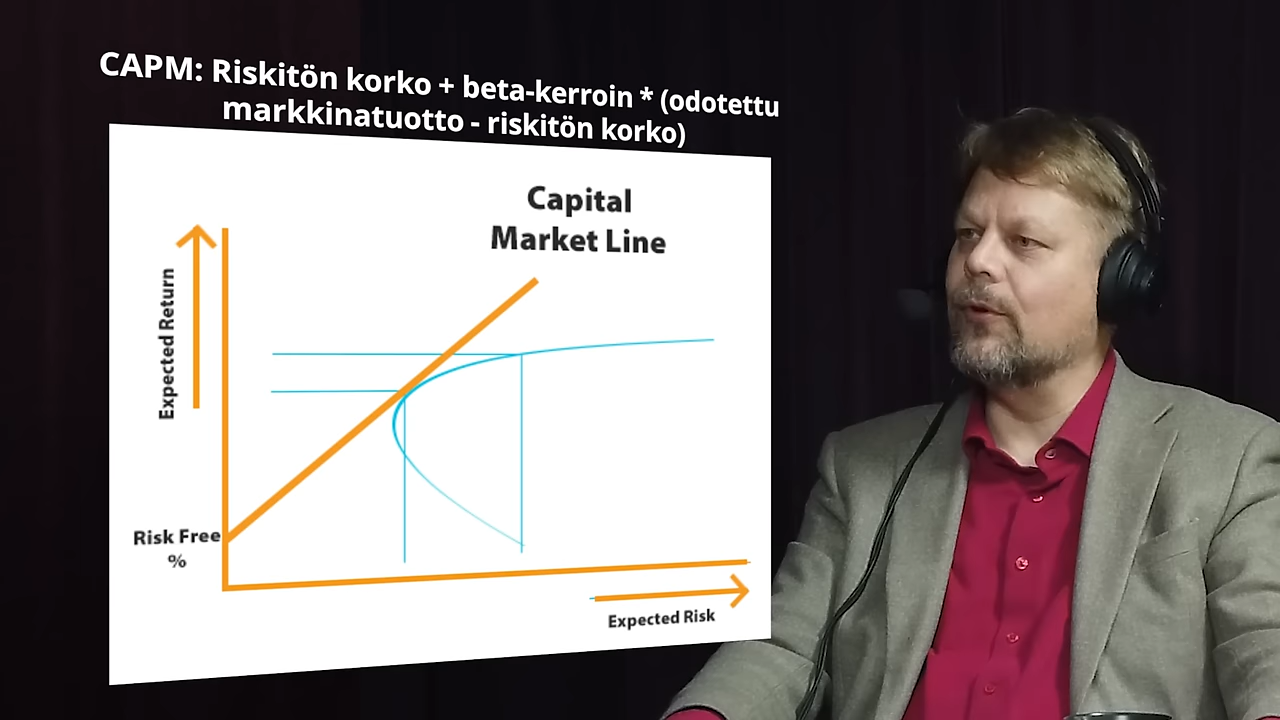 CAPM: Riskitön korko + beta-kerroin * (odotettu
markkinatuotto - riskitön korko)
Capital
Market Line
Expected Return
Risk Free
%
Expected Risk